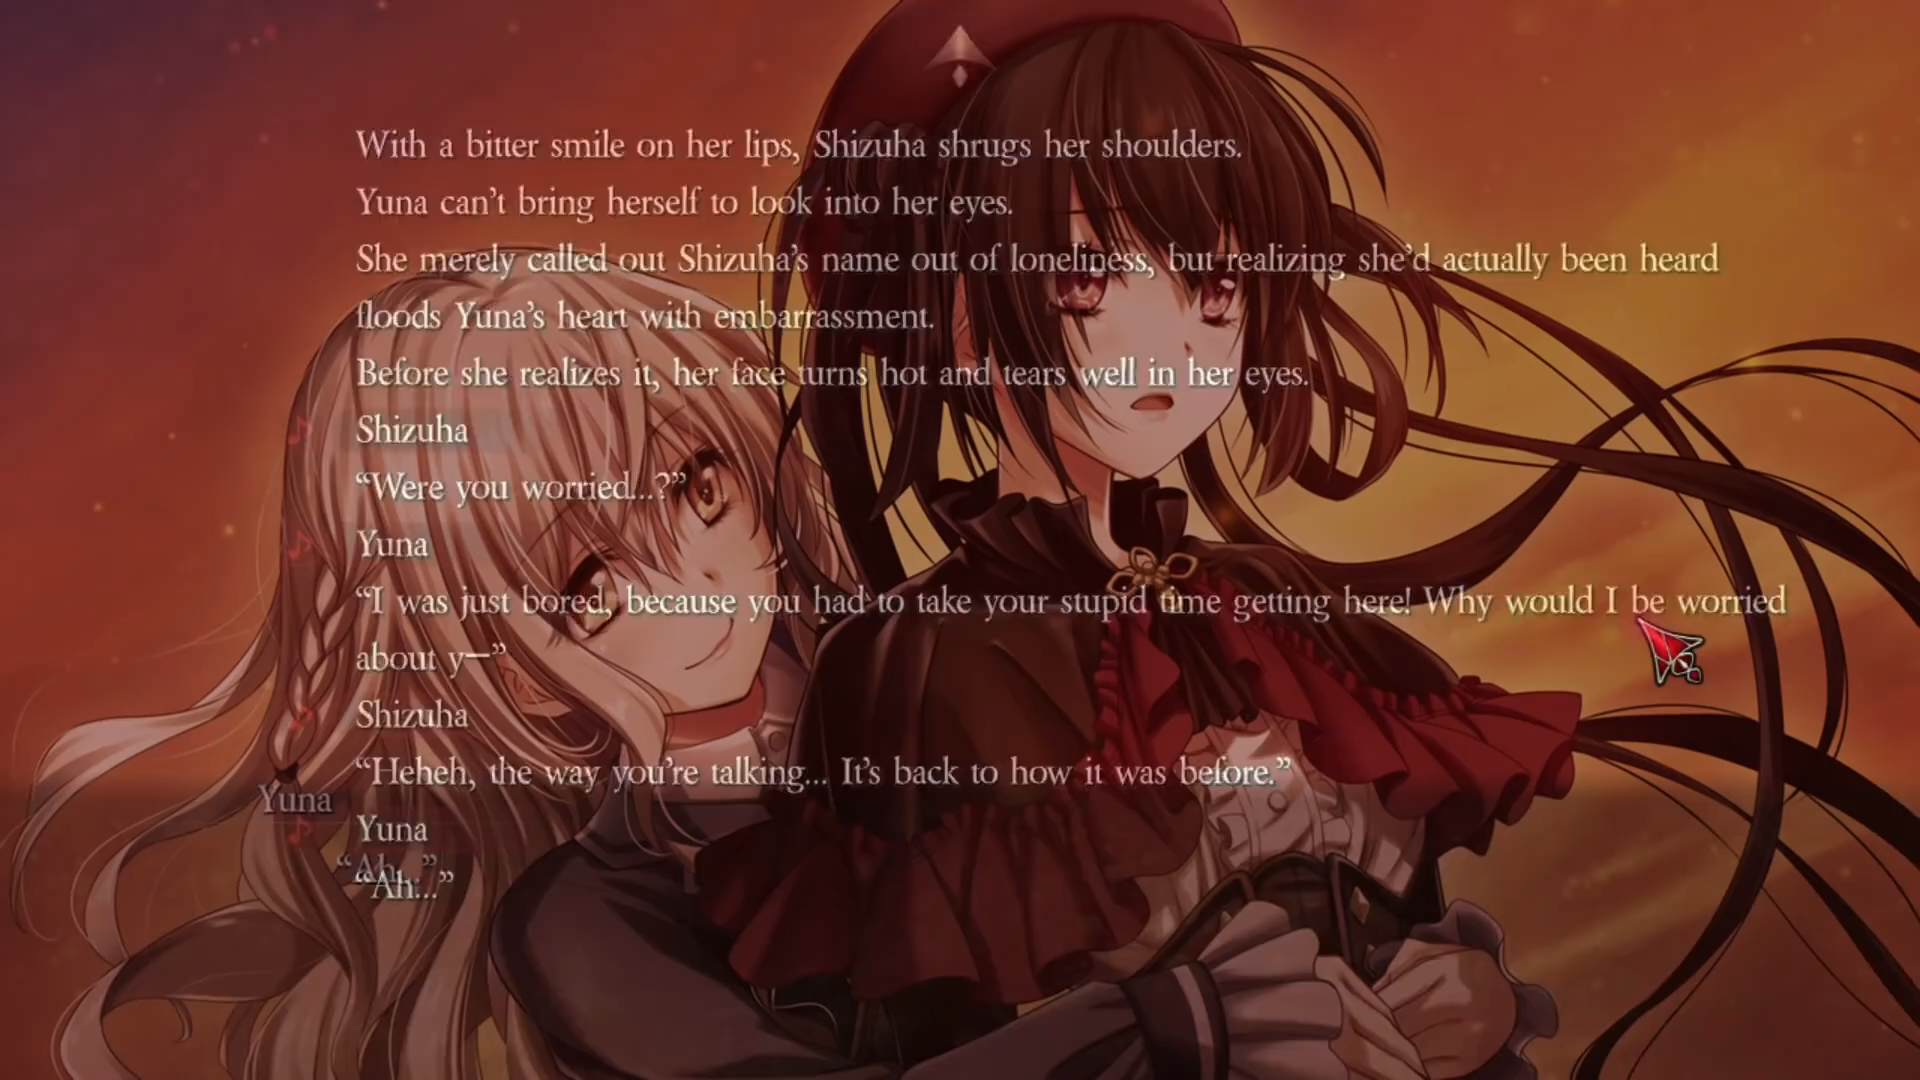 With a bitter smile on her lips, Shizuha shrugs her shoulders.
Yuna can't bring herself to look into her eyes.
She merely called out Shizuha's name out of loneliness, but realizing she'd actually been heard
floods Yuna's heart with embarrassment.
Before she realizes it, her face turns hot and tears well in her eyes.
Shizuha
“Were you worried...?”
Yuna
“I was just bored, because you had to take your stupid time getting here! Why would I be worried
about y—”
Shizuha
“Heheh, the way you're talking... It's back to how it was before.”
Yuna
Yuna
“Ah...”
“Ah...”